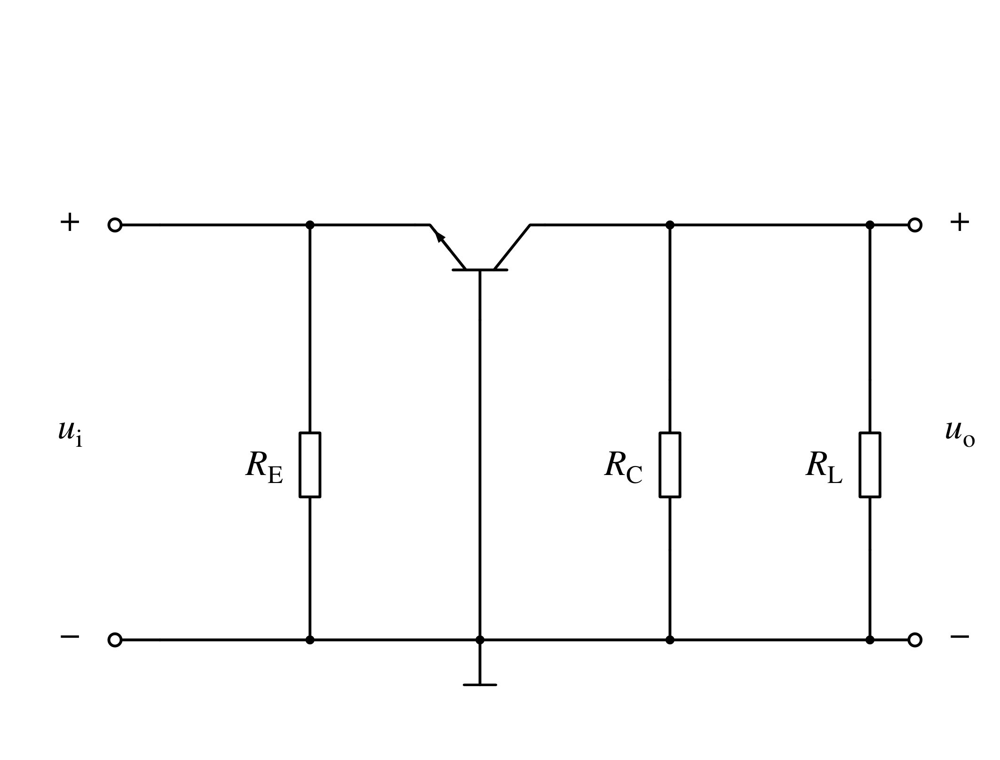 + +
u_i u_o
R_E R_C R_L
− −